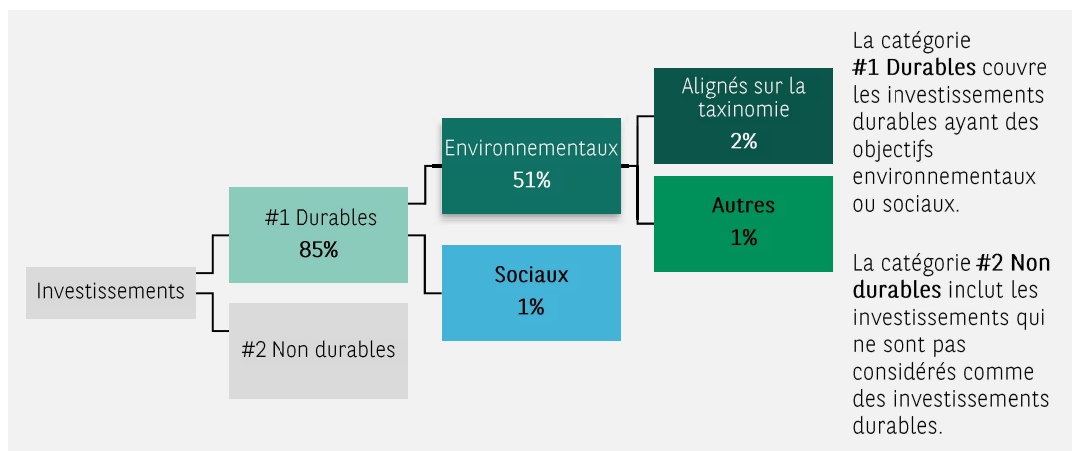 Investissements
#1 Durables
85%
#2 Non durables
Environnementaux
51%
Sociaux
1%
Alignés sur la
taxinomie
2%
Autres
1%
La catégorie
#1 Durables couvre
les investissements
durables ayant des
objectifs
environnementaux
ou sociaux.
La catégorie #2 Non
durables inclut les
investissements qui
ne sont pas
considérés comme
des investissements
durables.